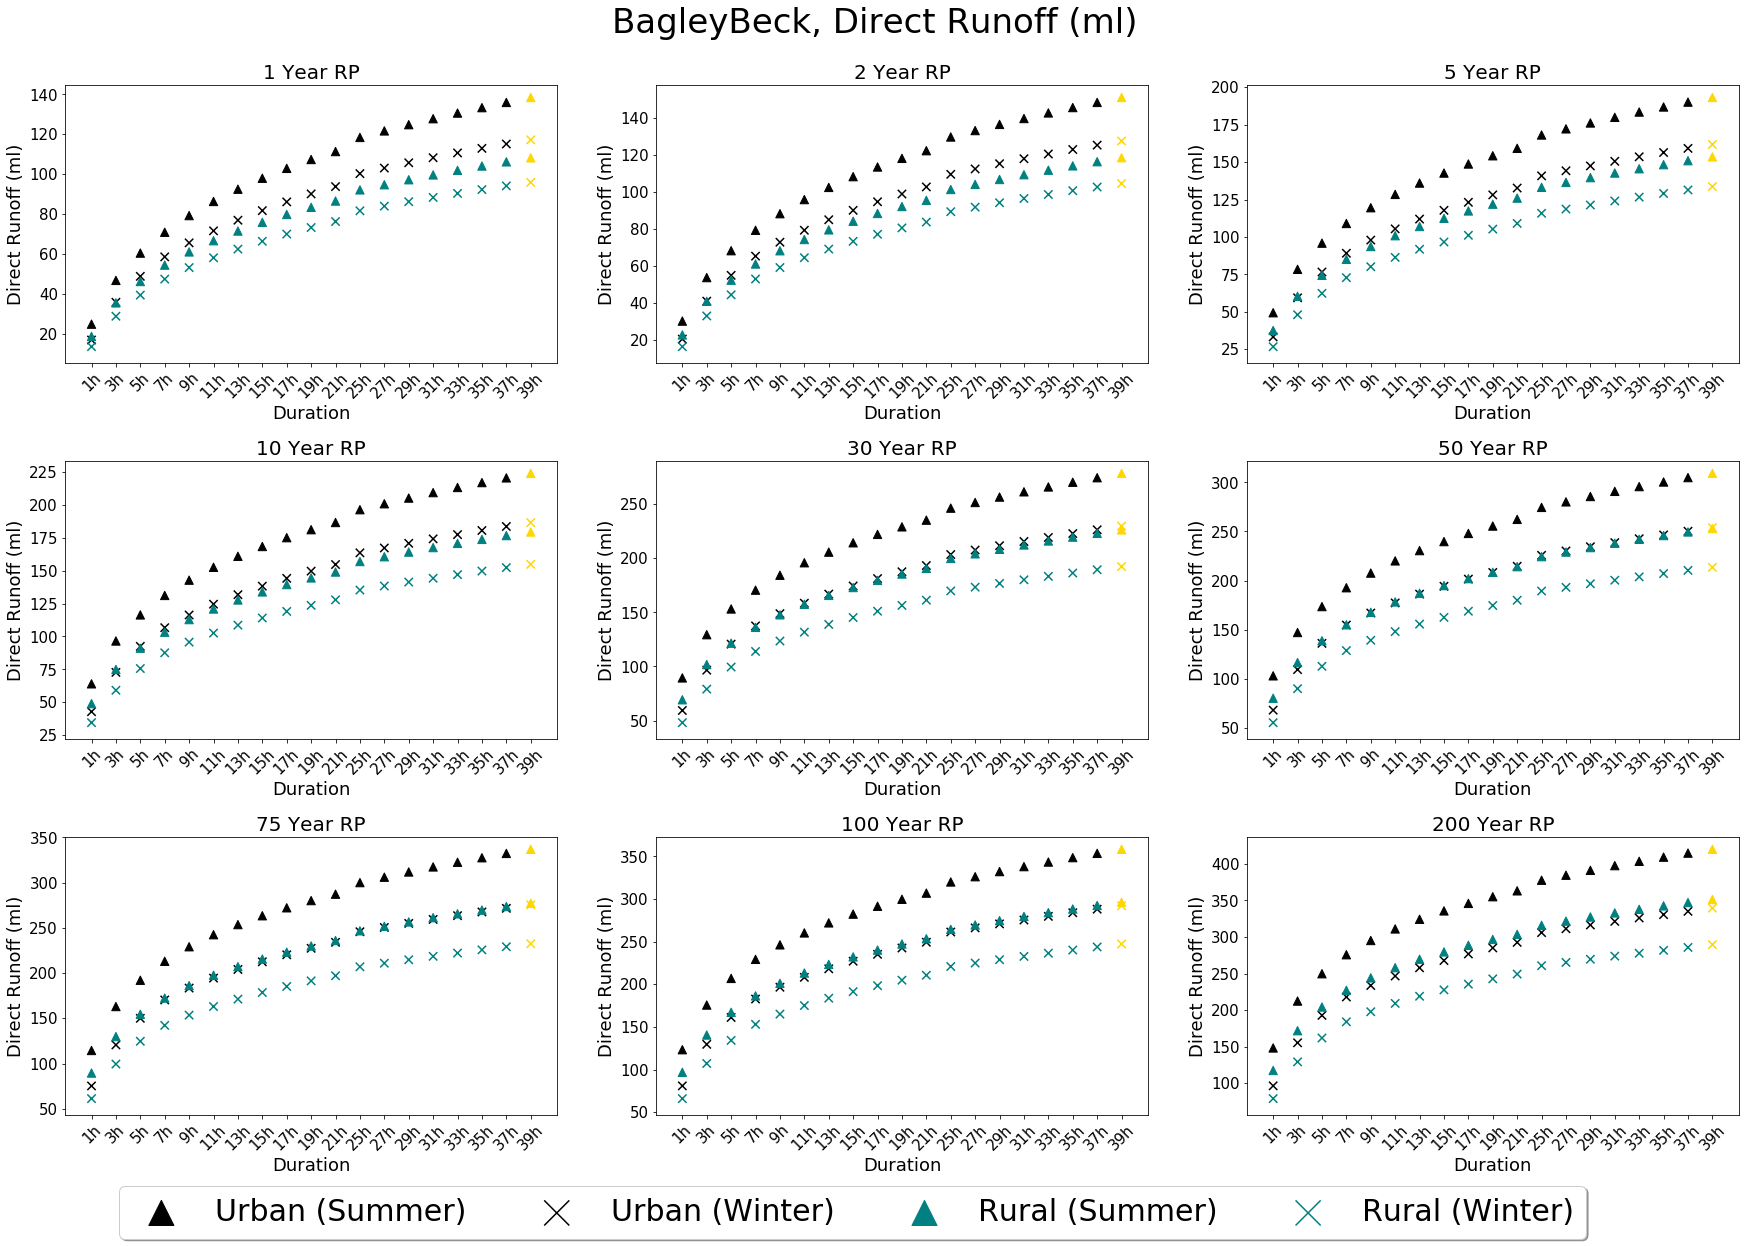 BagleyBeck, Direct Runoff (ml)
1 Year RP
Direct Runoff (ml)
140
120
100
80
60
40
20
1h 3h 5h 7h 9h 11h 13h 15h 17h 19h 21h 25h 27h 29h 31h 33h 35h 37h 39h
Duration
2 Year RP
Direct Runoff (ml)
140
120
100
80
60
40
20
1h 3h 5h 7h 9h 11h 13h 15h 17h 19h 21h 25h 27h 29h 31h 33h 35h 37h 39h
Duration
5 Year RP
Direct Runoff (ml)
200
175
150
125
100
75
50
25
1h 3h 5h 7h 9h 11h 13h 15h 17h 19h 21h 25h 27h 29h 31h 33h 35h 37h 39h
Duration
10 Year RP
Direct Runoff (ml)
225
200
175
150
125
100
75
50
25
1h 3h 5h 7h 9h 11h 13h 15h 17h 19h 21h 25h 27h 29h 31h 33h 35h 37h 39h
Duration
30 Year RP
Direct Runoff (ml)
250
200
150
100
50
1h 3h 5h 7h 9h 11h 13h 15h 17h 19h 21h 25h 27h 29h 31h 33h 35h 37h 39h
Duration
50 Year RP
Direct Runoff (ml)
300
250
200
150
100
50
1h 3h 5h 7h 9h 11h 13h 15h 17h 19h 21h 25h 27h 29h 31h 33h 35h 37h 39h
Duration
75 Year RP
Direct Runoff (ml)
350
300
250
200
150
100
50
1h 3h 5h 7h 9h 11h 13h 15h 17h 19h 21h 25h 27h 29h 31h 33h 35h 37h 39h
Duration
100 Year RP
Direct Runoff (ml)
350
300
250
200
150
100
50
1h 3h 5h 7h 9h 11h 13h 15h 17h 19h 21h 25h 27h 29h 31h 33h 35h 37h 39h
Duration
200 Year RP
Direct Runoff (ml)
400
350
300
250
200
150
100
1h 3h 5h 7h 9h 11h 13h 15h 17h 19h 21h 25h 27h 29h 31h 33h 35h 37h 39h
Duration
Urban (Summer) Urban (Winter) Rural (Summer) Rural (Winter)